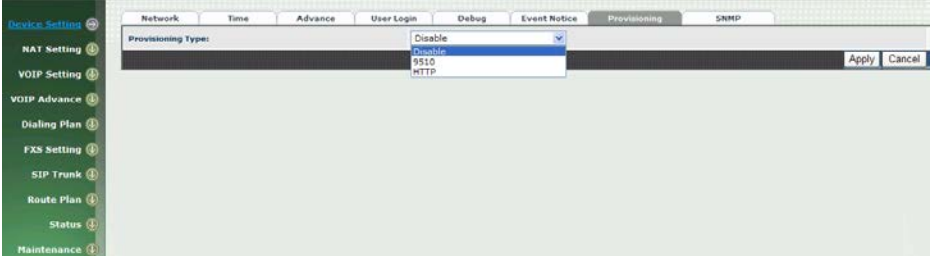 Network Time Advance User Login Debug Event Notice Provisioning SNMP
Device Setting
Provisioning Type: Disable
Disable
9510
HTTP
Apply Cancel
NAT Setting
VOIP Setting
VOIP Advance
Dialing Plan
FXS Setting
SIP Trunk
Route Plan
Status
Maintenance